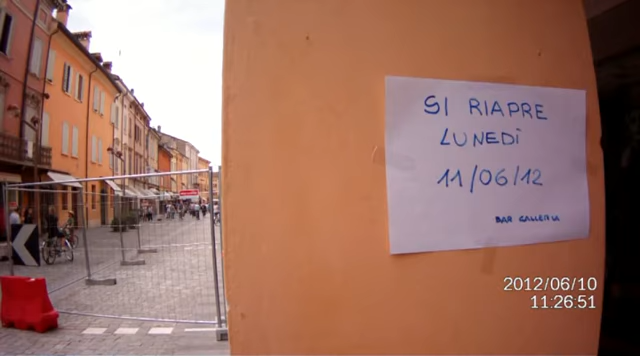 SI RIAPRE
LUNEDÌ
11/06/12
BAR GALLERIA
2012/06/10
11:26:51